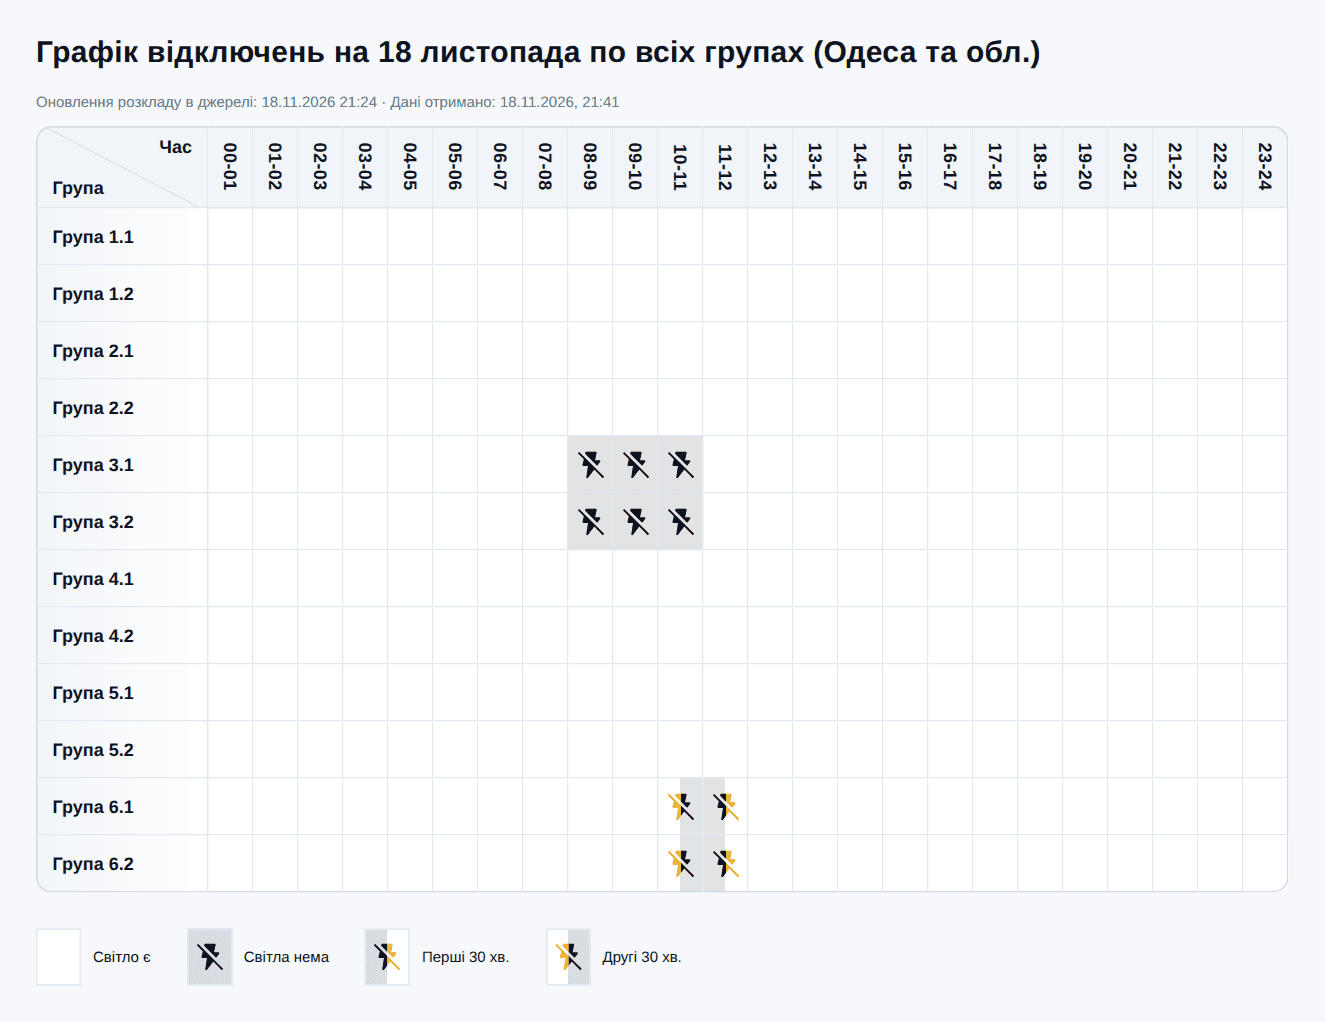 Графік відключень на 18 листопада по всіх групах (Одеса та обл.)
Оновлення розкладу в джерелі: 18.11.2026 21:24 · Дані отримано: 18.11.2026, 21:41
Час
Група
00-01 01-02 02-03 03-04 04-05 05-06 06-07 07-08 08-09 09-10 10-11 11-12 12-13 13-14 14-15 15-16 16-17 17-18 18-19 19-20 20-21 21-22 22-23 23-24
Група 1.1
Група 1.2
Група 2.1
Група 2.2
Група 3.1
Група 3.2
Група 4.1
Група 4.2
Група 5.1
Група 5.2
Група 6.1
Група 6.2
Світло є Світла нема Перші 30 хв. Другі 30 хв.